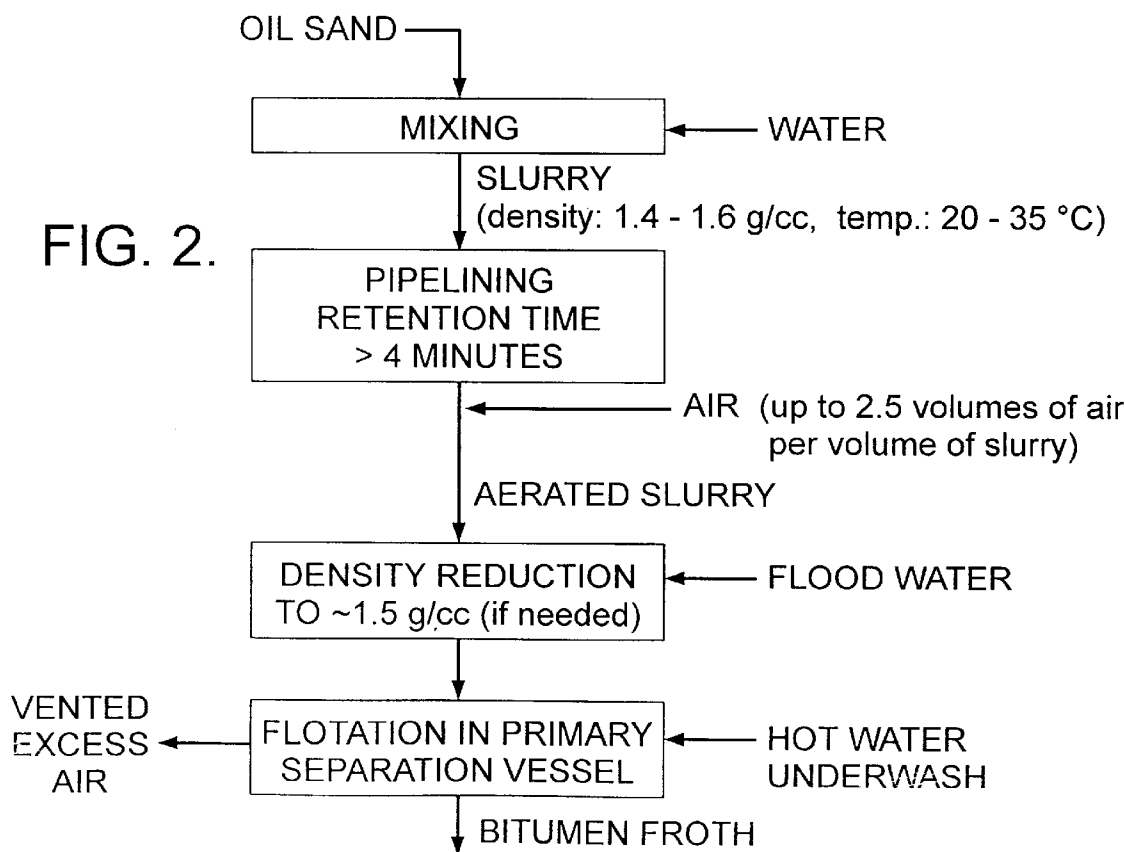 OIL SAND
MIXING
WATER
SLURRY
(density: 1.4 - 1.6 g/cc, temp.: 20 - 35 °C)
FIG. 2.
PIPELINING
RETENTION TIME
> 4 MINUTES
AIR (up to 2.5 volumes of air
per volume of slurry)
AERATED SLURRY
DENSITY REDUCTION
TO ~1.5 g/cc (if needed)
FLOOD WATER
VENTED
EXCESS
AIR
FLOTATION IN PRIMARY
SEPARATION VESSEL
HOT WATER
UNDERWASH
BITUMEN FROTH